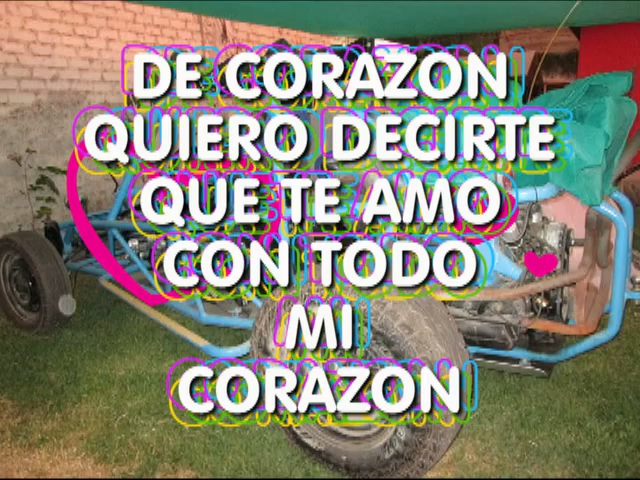 DE CORAZON
QUIERO DECIRTE
QUE TE AMO
CON TODO
MI
CORAZON